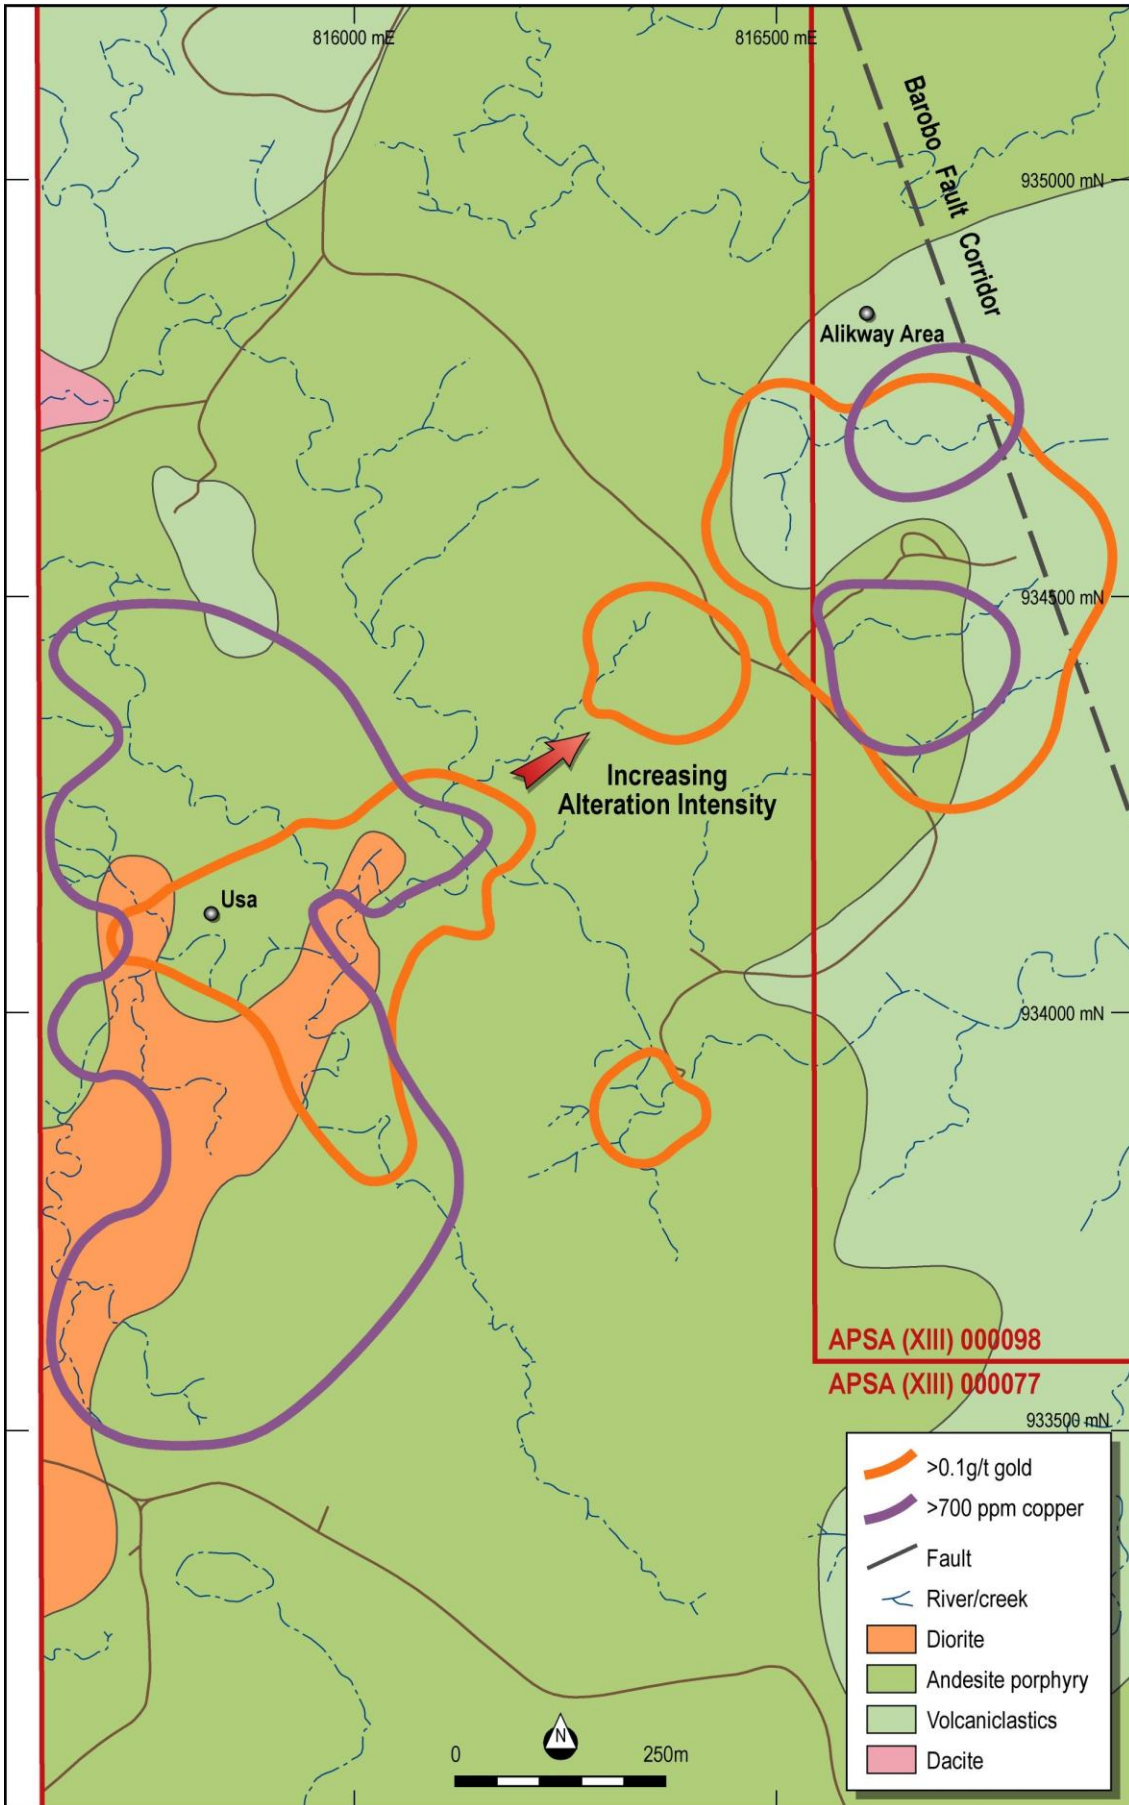 816000 mE
816500 mE
Barobo Fault Corridor
935000 mN
Alikway Area
934500 mN
Increasing
Alteration Intensity
Usa
934000 mN
APSA (XIII) 000098
APSA (XIII) 000077
933500 mN
>0.1g/t gold
>700 ppm copper
Fault
River/creek
Diorite
Andesite porphyry
Volcaniclastics
Dacite
N
0 250m